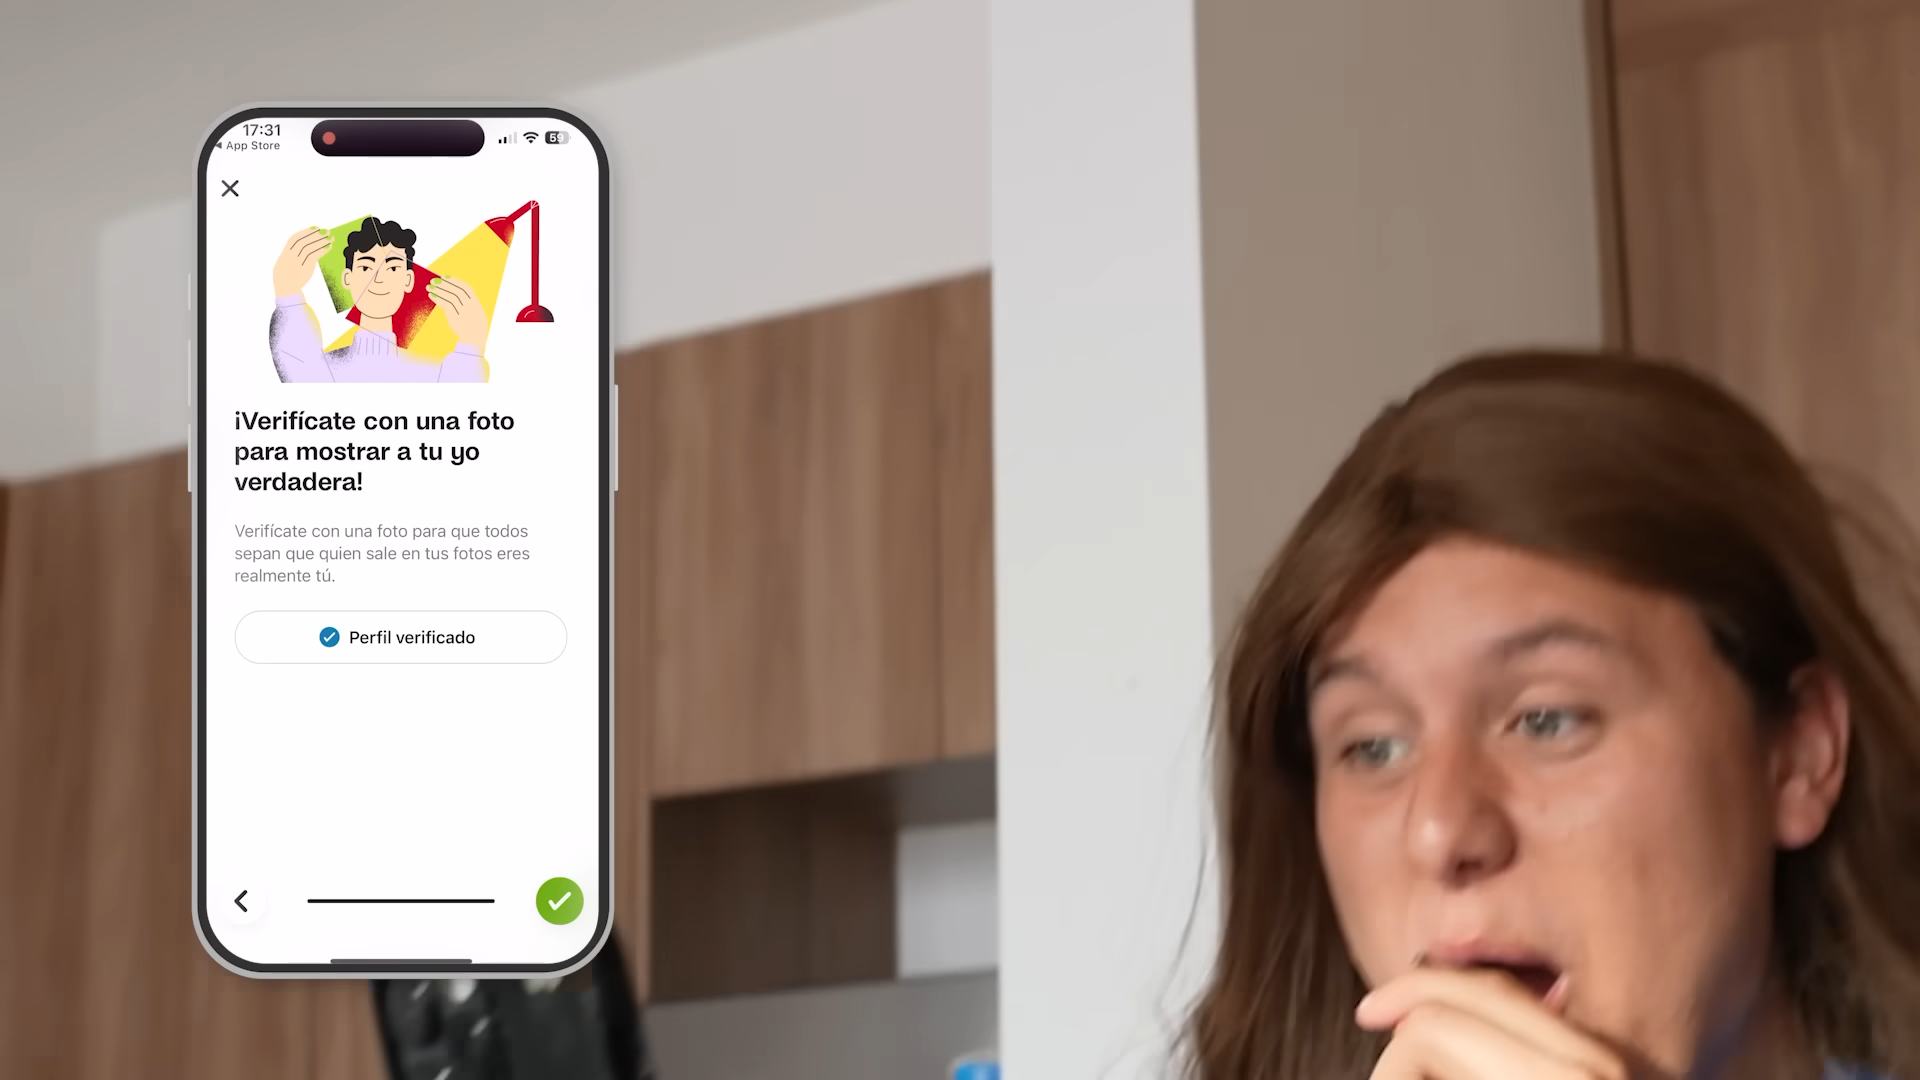 17:31
App Store
59
¡Verifícate con una foto
para mostrar a tu yo
verdadera!
Verifícate con una foto para que todos
sepan que quien sale en tus fotos eres
realmente tú.
Perfil verificado